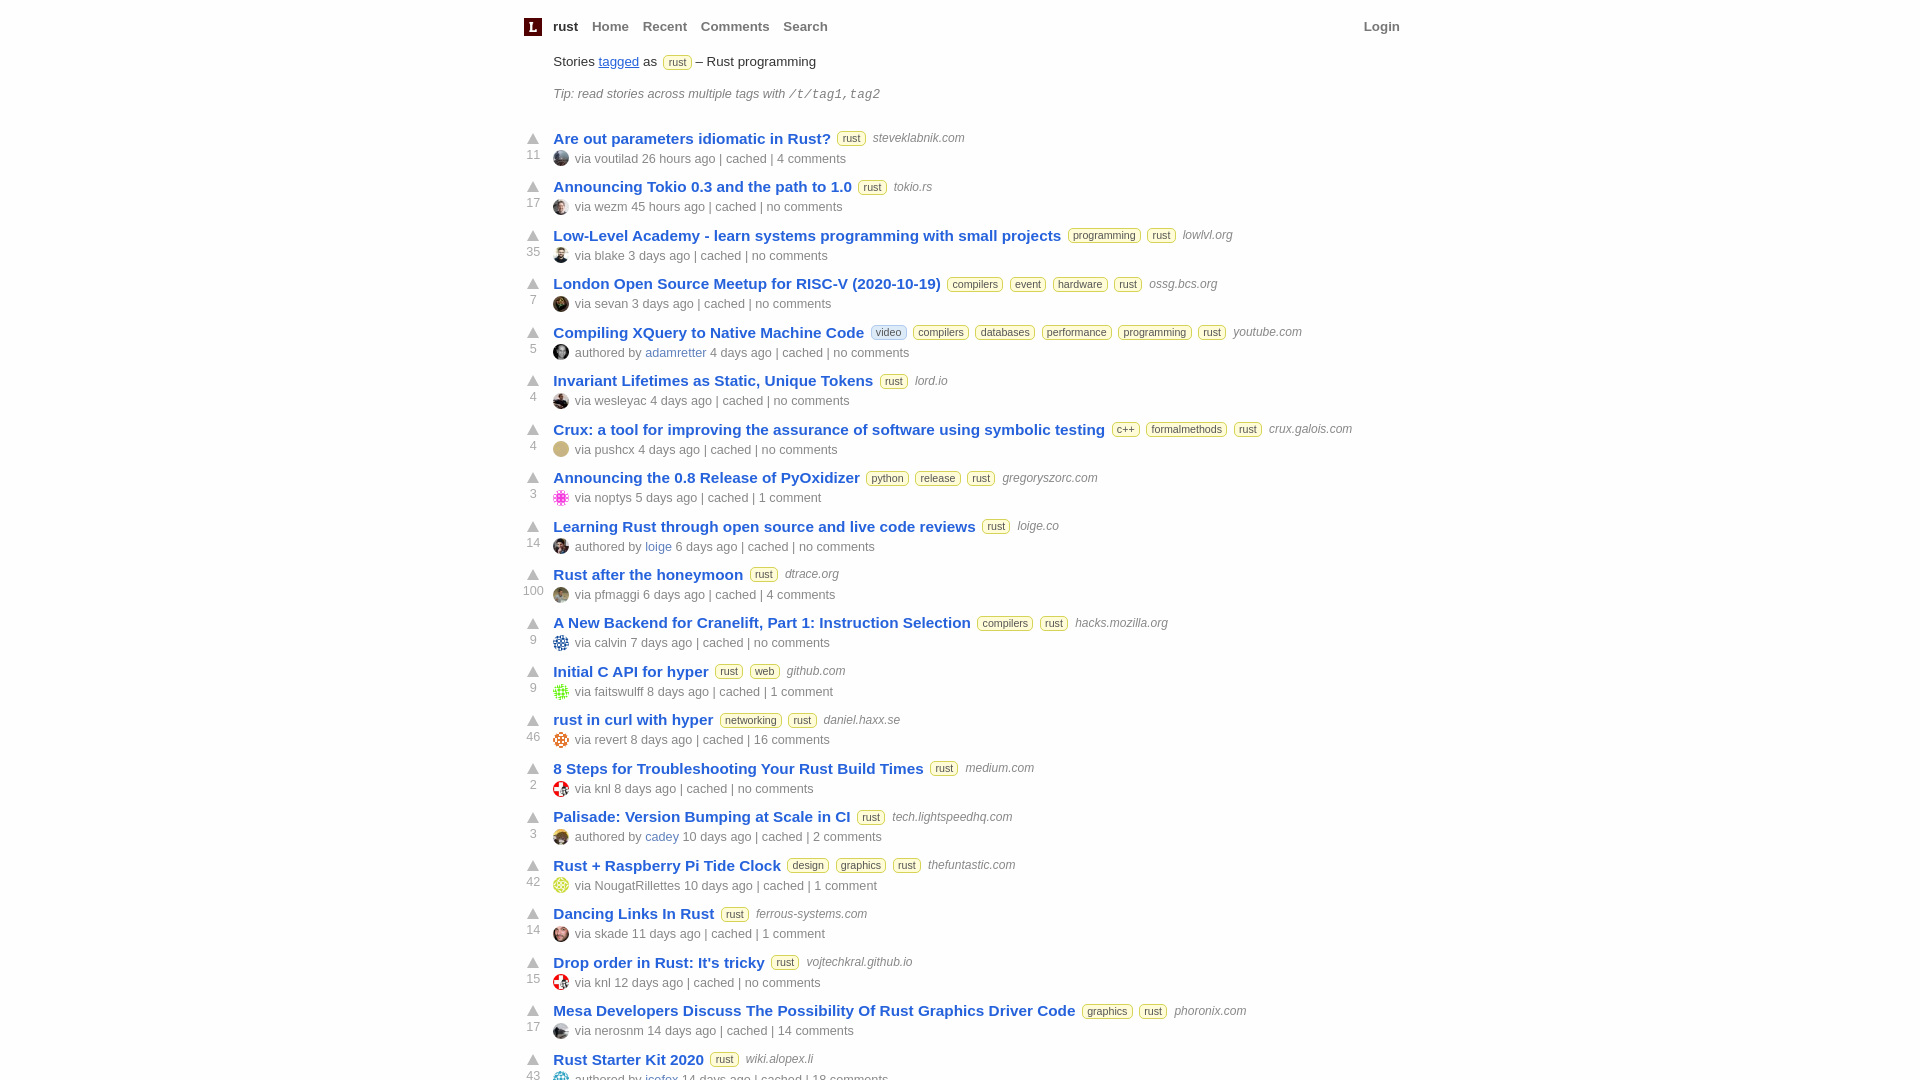 L rust Home Recent Comments Search Login
Stories tagged as rust – Rust programming
Tip: read stories across multiple tags with /t/tag1,tag2
Are out parameters idiomatic in Rust? rust steveklabnik.com
11 via voutilad 26 hours ago | cached | 4 comments
Announcing Tokio 0.3 and the path to 1.0 rust tokio.rs
17 via wezm 45 hours ago | cached | no comments
Low-Level Academy - learn systems programming with small projects programming rust lowlvl.org
35 via blake 3 days ago | cached | no comments
London Open Source Meetup for RISC-V (2020-10-19) compilers event hardware rust ossg.bcs.org
7 via sevan 3 days ago | cached | no comments
Compiling XQuery to Native Machine Code video compilers databases performance programming rust youtube.com
5 authored by adamretter 4 days ago | cached | no comments
Invariant Lifetimes as Static, Unique Tokens rust lord.io
4 via wesleyac 4 days ago | cached | no comments
Crux: a tool for improving the assurance of software using symbolic testing c++ formalmethods rust crux.galois.com
4 via pushcx 4 days ago | cached | no comments
Announcing the 0.8 Release of PyOxidizer python release rust gregoryszorc.com
3 via noptys 5 days ago | cached | 1 comment
Learning Rust through open source and live code reviews rust loige.co
14 authored by loige 6 days ago | cached | no comments
Rust after the honeymoon rust dtrace.org
100 via pfmaggi 6 days ago | cached | 4 comments
A New Backend for Cranelift, Part 1: Instruction Selection compilers rust hacks.mozilla.org
9 via calvin 7 days ago | cached | no comments
Initial C API for hyper rust web github.com
9 via faitswulff 8 days ago | cached | 1 comment
rust in curl with hyper networking rust daniel.haxx.se
46 via revert 8 days ago | cached | 16 comments
8 Steps for Troubleshooting Your Rust Build Times rust medium.com
2 via knl 8 days ago | cached | no comments
Palisade: Version Bumping at Scale in CI rust tech.lightspeedhq.com
3 authored by cadey 10 days ago | cached | 2 comments
Rust + Raspberry Pi Tide Clock design graphics rust thefuntastic.com
42 via NougatRillettes 10 days ago | cached | 1 comment
Dancing Links In Rust rust ferrous-systems.com
14 via skade 11 days ago | cached | 1 comment
Drop order in Rust: It's tricky rust vojtechkral.github.io
15 via knl 12 days ago | cached | no comments
Mesa Developers Discuss The Possibility Of Rust Graphics Driver Code graphics rust phoronix.com
17 via nerosnm 14 days ago | cached | 14 comments
Rust Starter Kit 2020 rust wiki.alopex.li
43 authored by icefox 14 days ago | cached | 18 comments